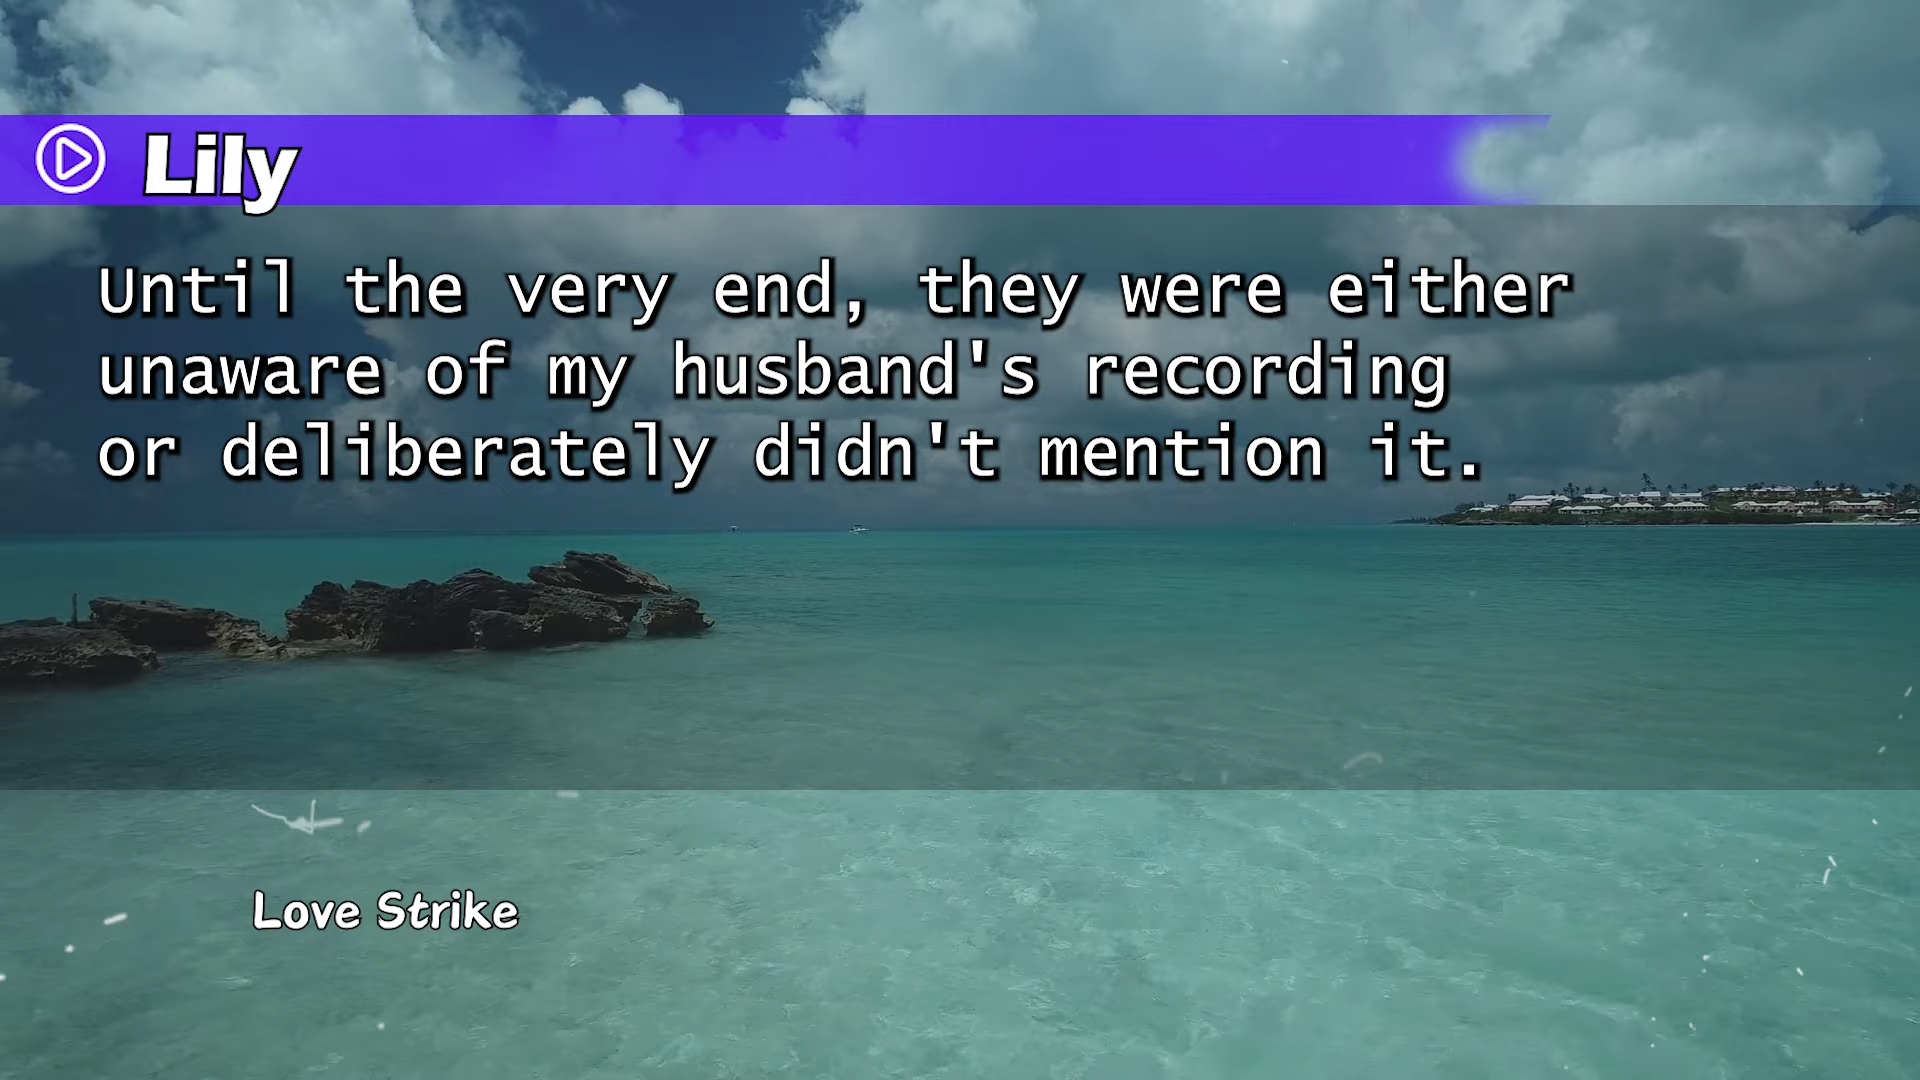 Lily
Until the very end, they were either
unaware of my husband's recording
or deliberately didn't mention it.
Love Strike